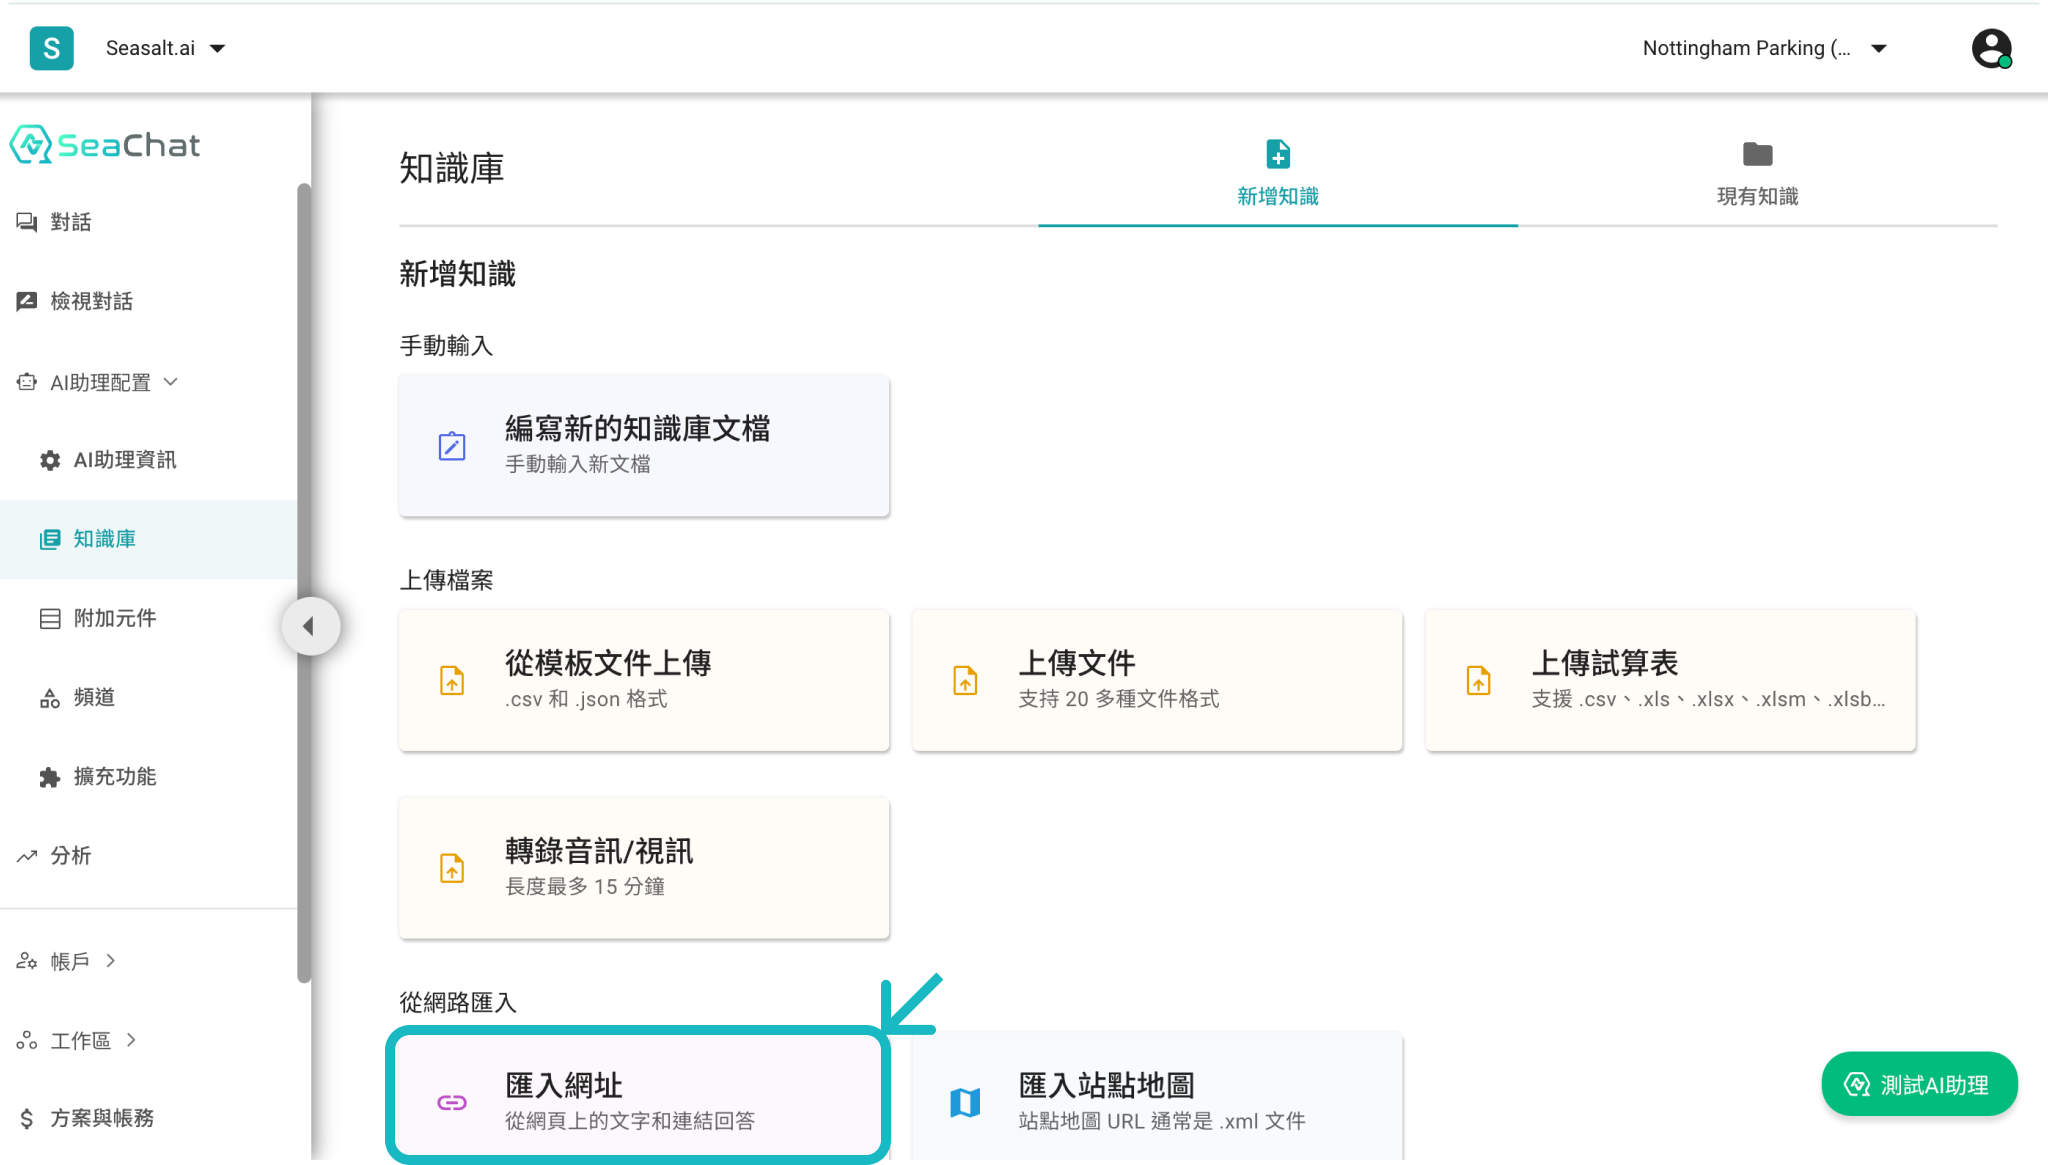 S
Seasalt.ai
Nottingham Parking (...
SeaChat
對話
檢視對話
AI助理配置
AI助理資訊
知識庫
附加元件
頻道
擴充功能
分析
帳戶
工作區
方案與帳務
知識庫
新增知識
現有知識
新增知識
手動輸入
編寫新的知識庫文檔
手動輸入新文檔
上傳檔案
從模板文件上傳
.csv 和 .json 格式
上傳文件
支持 20 多種文件格式
上傳試算表
支援 .csv、.xls、.xlsx、.xlsm、.xlsb...
轉錄音訊/視訊
長度最多 15 分鐘
從網路匯入
匯入網址
從網頁上的文字和連結回答
匯入站點地圖
站點地圖 URL 通常是 .xml 文件
測試AI助理